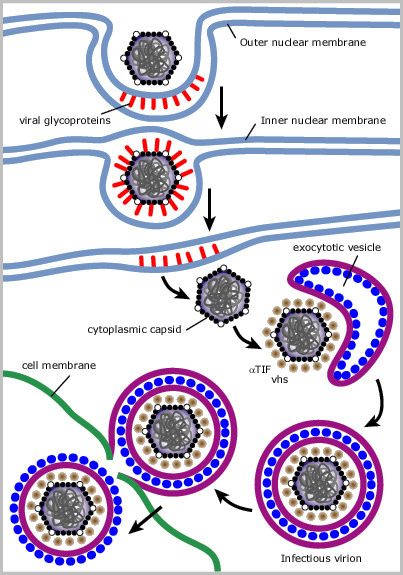 Outer nuclear membrane
viral glycoproteins
Inner nuclear membrane
exocytotic vesicle
cytoplasmic capsid
αTIF
vhs
cell membrane
Infectious virion